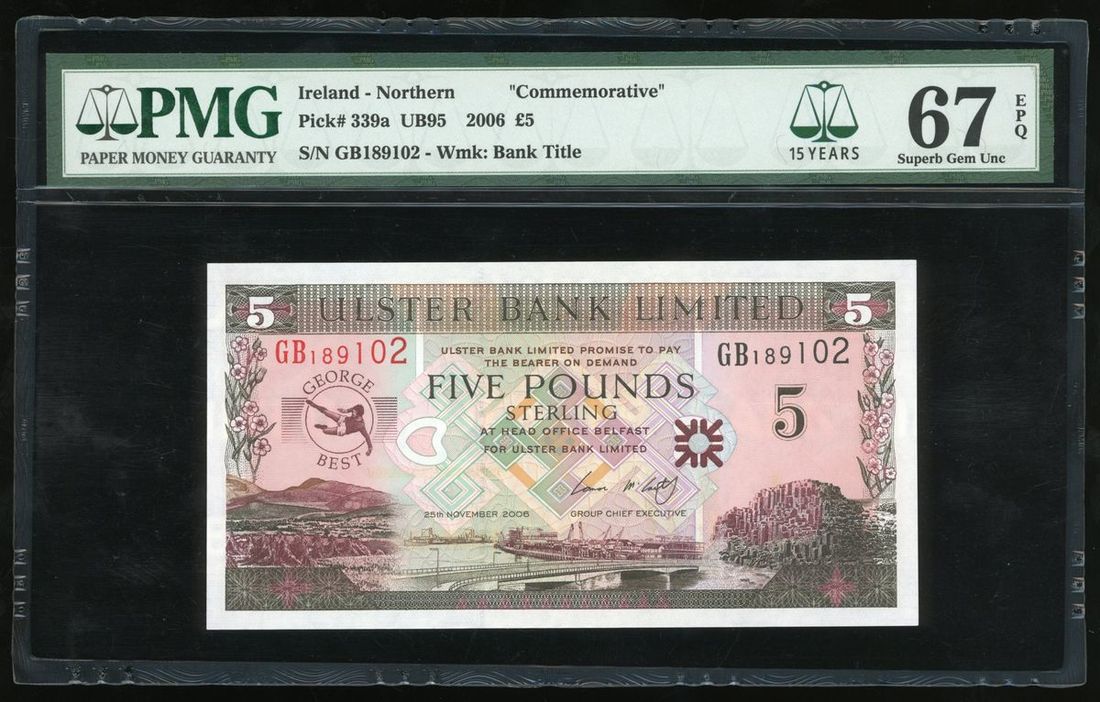 PMG
PAPER MONEY GUARANTY
Ireland - Northern "Commemorative"
Pick# 339a UB95 2006 £5
S/N GB189102 - Wmk: Bank Title
15 YEARS
67 EPQ
Superb Gem Unc
5 ULSTER BANK LIMITED 5
GB189102
GB189102
ULSTER BANK LIMITED PROMISE TO PAY
THE BEARER ON DEMAND
FIVE POUNDS
STERLING
AT HEAD OFFICE BELFAST
FOR ULSTER BANK LIMITED
GEORGE
BEST
5
25th NOVEMBER 2006
GROUP CHIEF EXECUTIVE